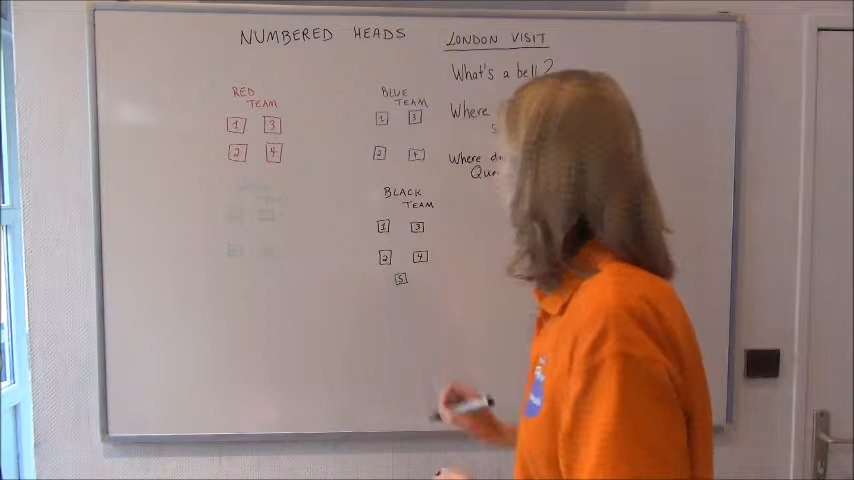 NUMBERED HEADS
LONDON VISIT
What's a bell?
RED
TEAM
1 3
2 4
BLUE
TEAM
1 3
2 4
Where
Where do
BLACK
TEAM
1 3
2 4
5